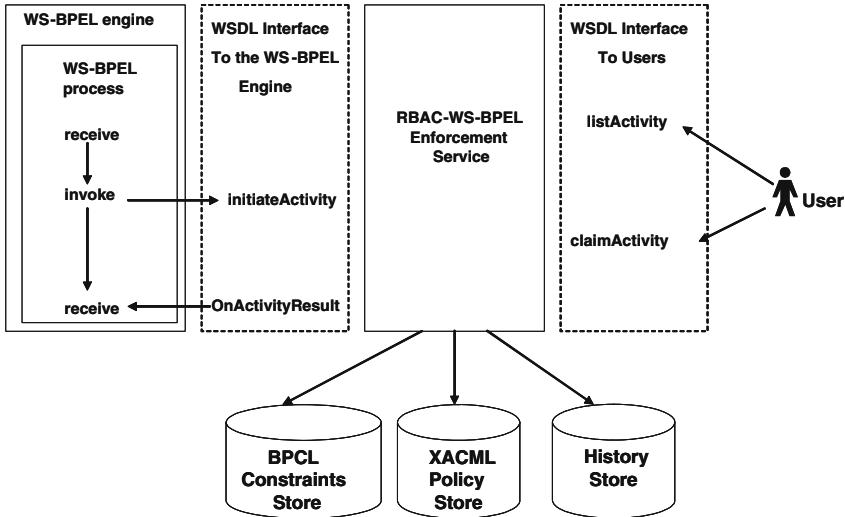 WS-BPEL engine
WS-BPEL
process
receive
invoke
receive
WSDL Interface
To the WS-BPEL
Engine
initiateActivity
OnActivityResult
RBAC-WS-BPEL
Enforcement
Service
WSDL Interface
To Users
listActivity
claimActivity
User
BPCL
Constraints
Store
XACML
Policy
Store
History
Store